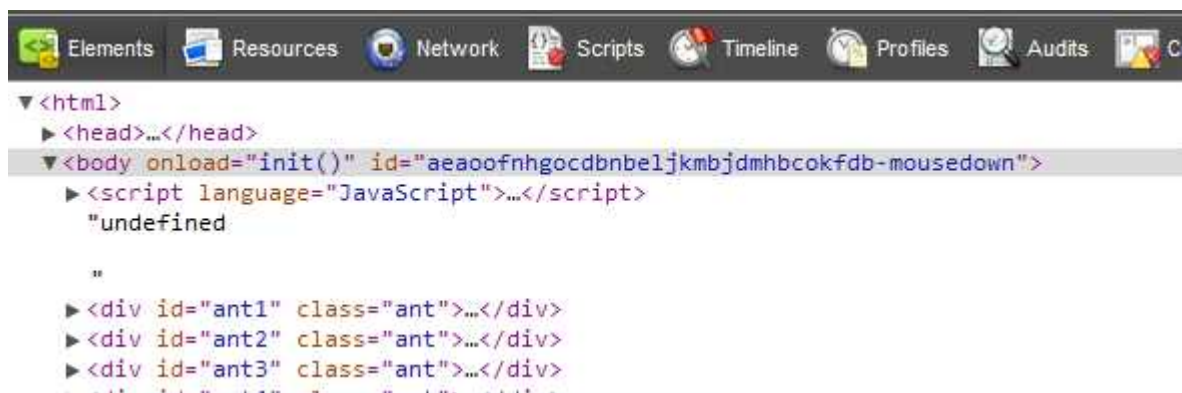 Elements Resources Network Scripts Timeline Profiles Audits C
▼<html>
▶<head>…</head>
▼<body onload="init()" id="aeaoofnhgocdbnbeljkmbjdmhbcokfdb-mousedown">
▶<script language="JavaScript">…</script>
"undefined
"
▶<div id="ant1" class="ant">…</div>
▶<div id="ant2" class="ant">…</div>
▶<div id="ant3" class="ant">…</div>